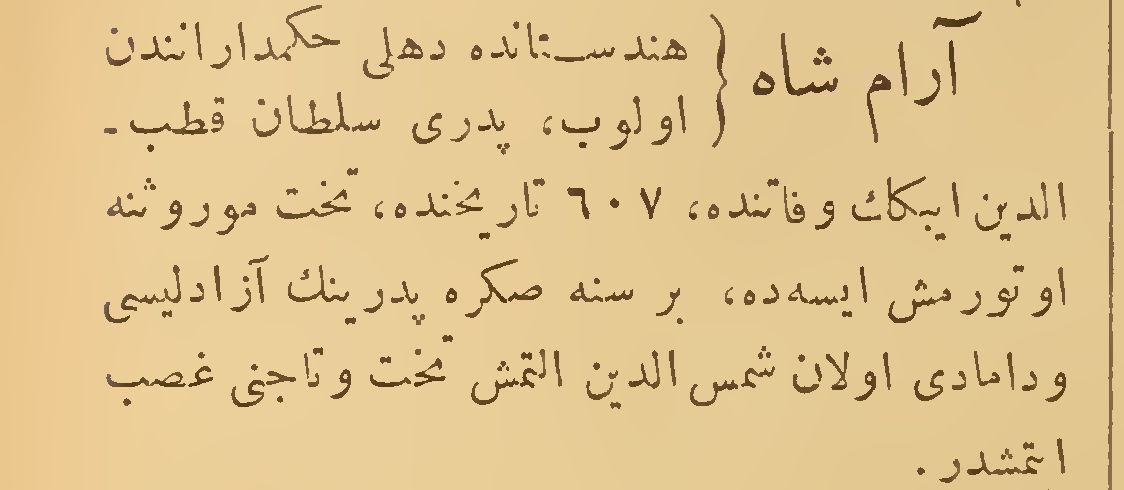 آرام شاه { هندستانده دهلی حکمدارانندن
اولوب، پدری سلطان قطب-
الدین ایبکك وفاتنده، ٦٠٧ تاریخنده، تخت موروثنه
اوتورمش ایسه‌ده، بر سنه صکره پدرینك آزادلیسی
ودامادی اولان شمس الدین التمش تخت وتاجنی غصب
اتمشدر.